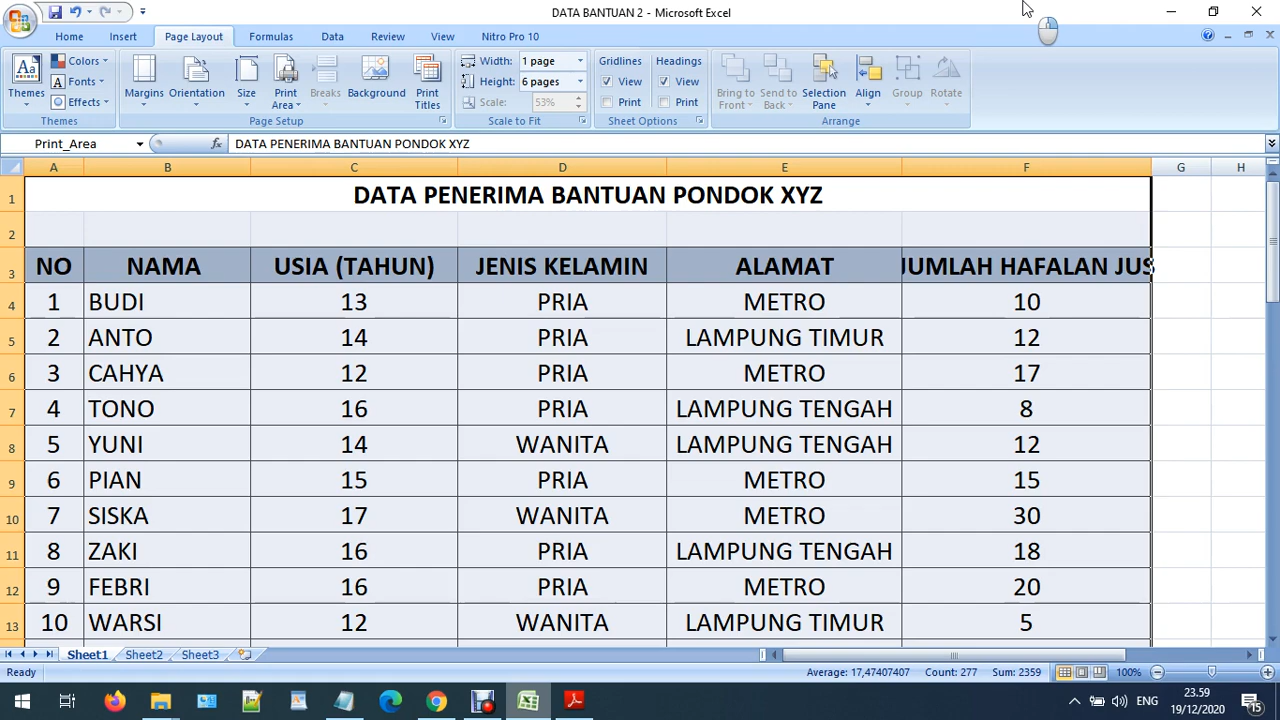 DATA BANTUAN 2 - Microsoft Excel
Home Insert Page Layout Formulas Data Review View Nitro Pro 10
Themes Colors Fonts Effects Margins Orientation Size Print Area Breaks Background Print Titles Width: 1 page Height: 6 pages Scale: 53% Gridlines View Print Headings View Print Bring to Front Send to Back Selection Pane Align Group Rotate
Themes Page Setup Scale to Fit Sheet Options Arrange
Print_Area fx DATA PENERIMA BANTUAN PONDOK XYZ
A B C D E F G H
1 DATA PENERIMA BANTUAN PONDOK XYZ
2
3 NO NAMA USIA (TAHUN) JENIS KELAMIN ALAMAT JUMLAH HAFALAN JUS
4 1 BUDI 13 PRIA METRO 10
5 2 ANTO 14 PRIA LAMPUNG TIMUR 12
6 3 CAHYA 12 PRIA METRO 17
7 4 TONO 16 PRIA LAMPUNG TENGAH 8
8 5 YUNI 14 WANITA LAMPUNG TENGAH 12
9 6 PIAN 15 PRIA METRO 15
10 7 SISKA 17 WANITA METRO 30
11 8 ZAKI 16 PRIA LAMPUNG TENGAH 18
12 9 FEBRI 16 PRIA METRO 20
13 10 WARSI 12 WANITA LAMPUNG TIMUR 5
Sheet1 Sheet2 Sheet3
Ready Average: 17,47407407 Count: 277 Sum: 2359 100%
ENG 23.59
19/12/2020 15